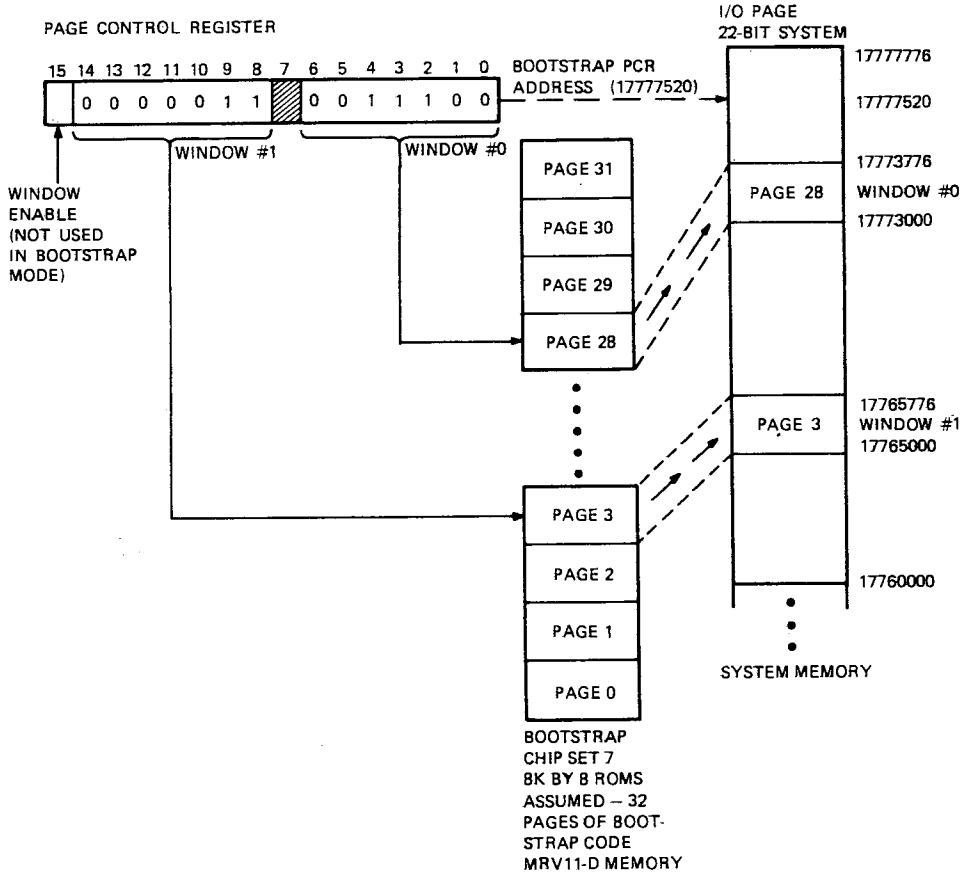 PAGE CONTROL REGISTER
15 14 13 12 11 10 9 8 7 6 5 4 3 2 1 0
0 0 0 0 0 1 1 0 0 1 1 1 0 0
WINDOW #1
WINDOW #0
WINDOW
ENABLE
(NOT USED
IN BOOTSTRAP
MODE)
BOOTSTRAP PCR
ADDRESS (17777520)
PAGE 31
PAGE 30
PAGE 29
PAGE 28
PAGE 3
PAGE 2
PAGE 1
PAGE 0
BOOTSTRAP
CHIP SET 7
8K BY 8 ROMS
ASSUMED — 32
PAGES OF BOOT-
STRAP CODE
MRV11-D MEMORY
I/O PAGE
22-BIT SYSTEM
17777776
17777520
17773776
PAGE 28 WINDOW #0
17773000
17765776
PAGE 3 WINDOW #1
17765000
17760000
SYSTEM MEMORY